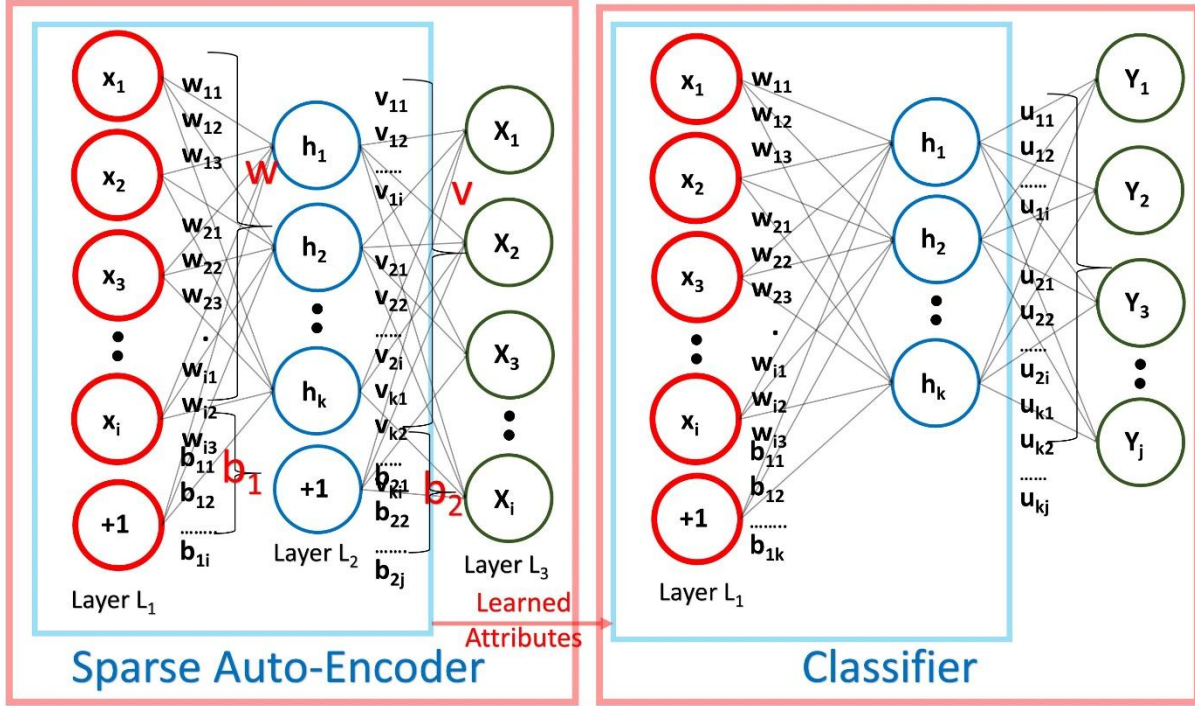 x1
x2
x3
xi
+1
Layer L1
w11
w12
w13
w21
w22
w23
.
wi1
wi2
wi3
b11
b12
........
b1i
W
b1
h1
h2
hk
+1
Layer L2
v11
v12
......
v1i
v21
v22
......
v2i
vk1
vk2
......
vki
b21
b22
........
b2j
V
b2
X1
X2
X3
Xi
Layer L3
Sparse Auto-Encoder
Learned
Attributes
x1
x2
x3
xi
+1
Layer L1
w11
w12
w13
w21
w22
w23
.
wi1
wi2
wi3
b11
b12
.........
b1k
h1
h2
hk
u11
u12
......
u1i
u21
u22
......
u2i
uk1
uk2
......
ukj
Y1
Y2
Y3
Yj
Classifier